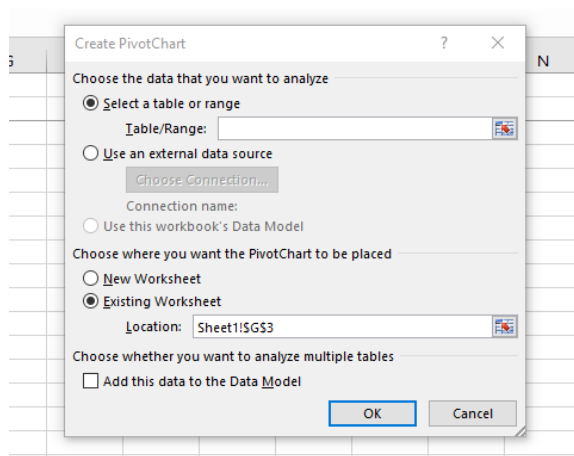 Create PivotChart ? ×
N
Choose the data that you want to analyze
Select a table or range
Table/Range:
Use an external data source
Choose Connection...
Connection name:
Use this workbook's Data Model
Choose where you want the PivotChart to be placed
New Worksheet
Existing Worksheet
Location: Sheet1!$G$3
Choose whether you want to analyze multiple tables
Add this data to the Data Model
OK Cancel